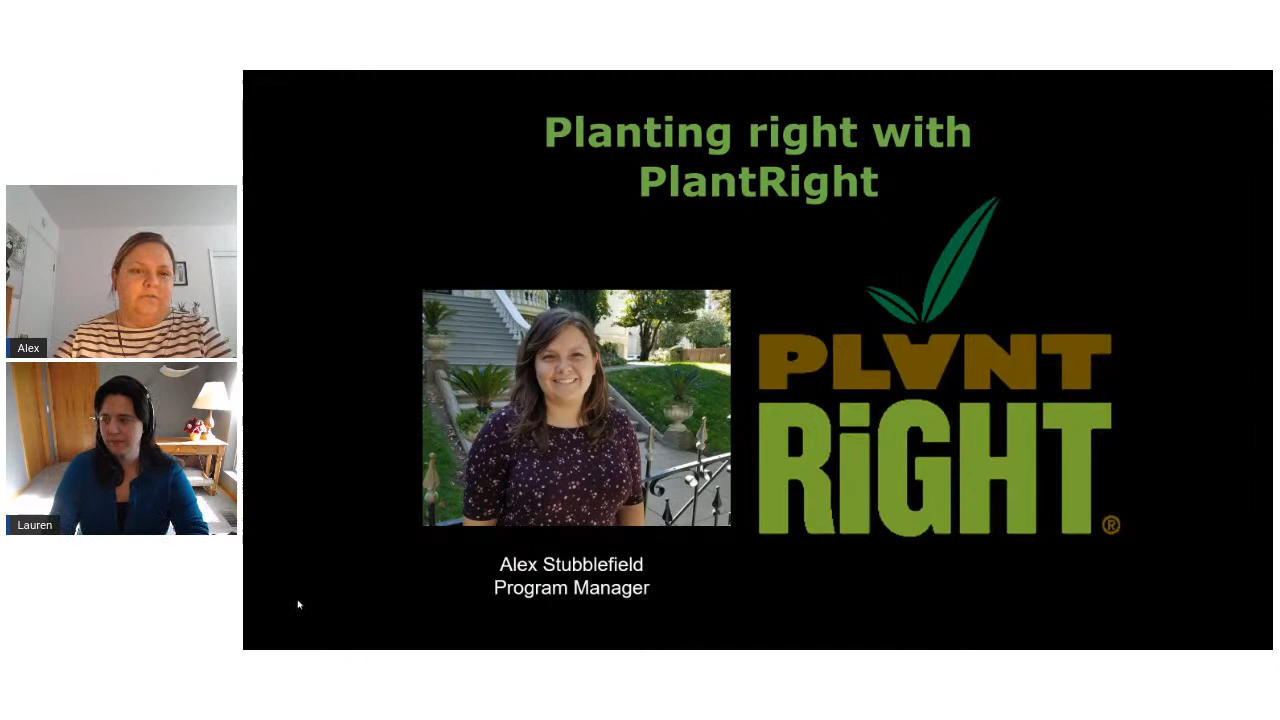 Planting right with
PlantRight
PLANT
RiGHT®
Alex Stubblefield
Program Manager
Alex
Lauren